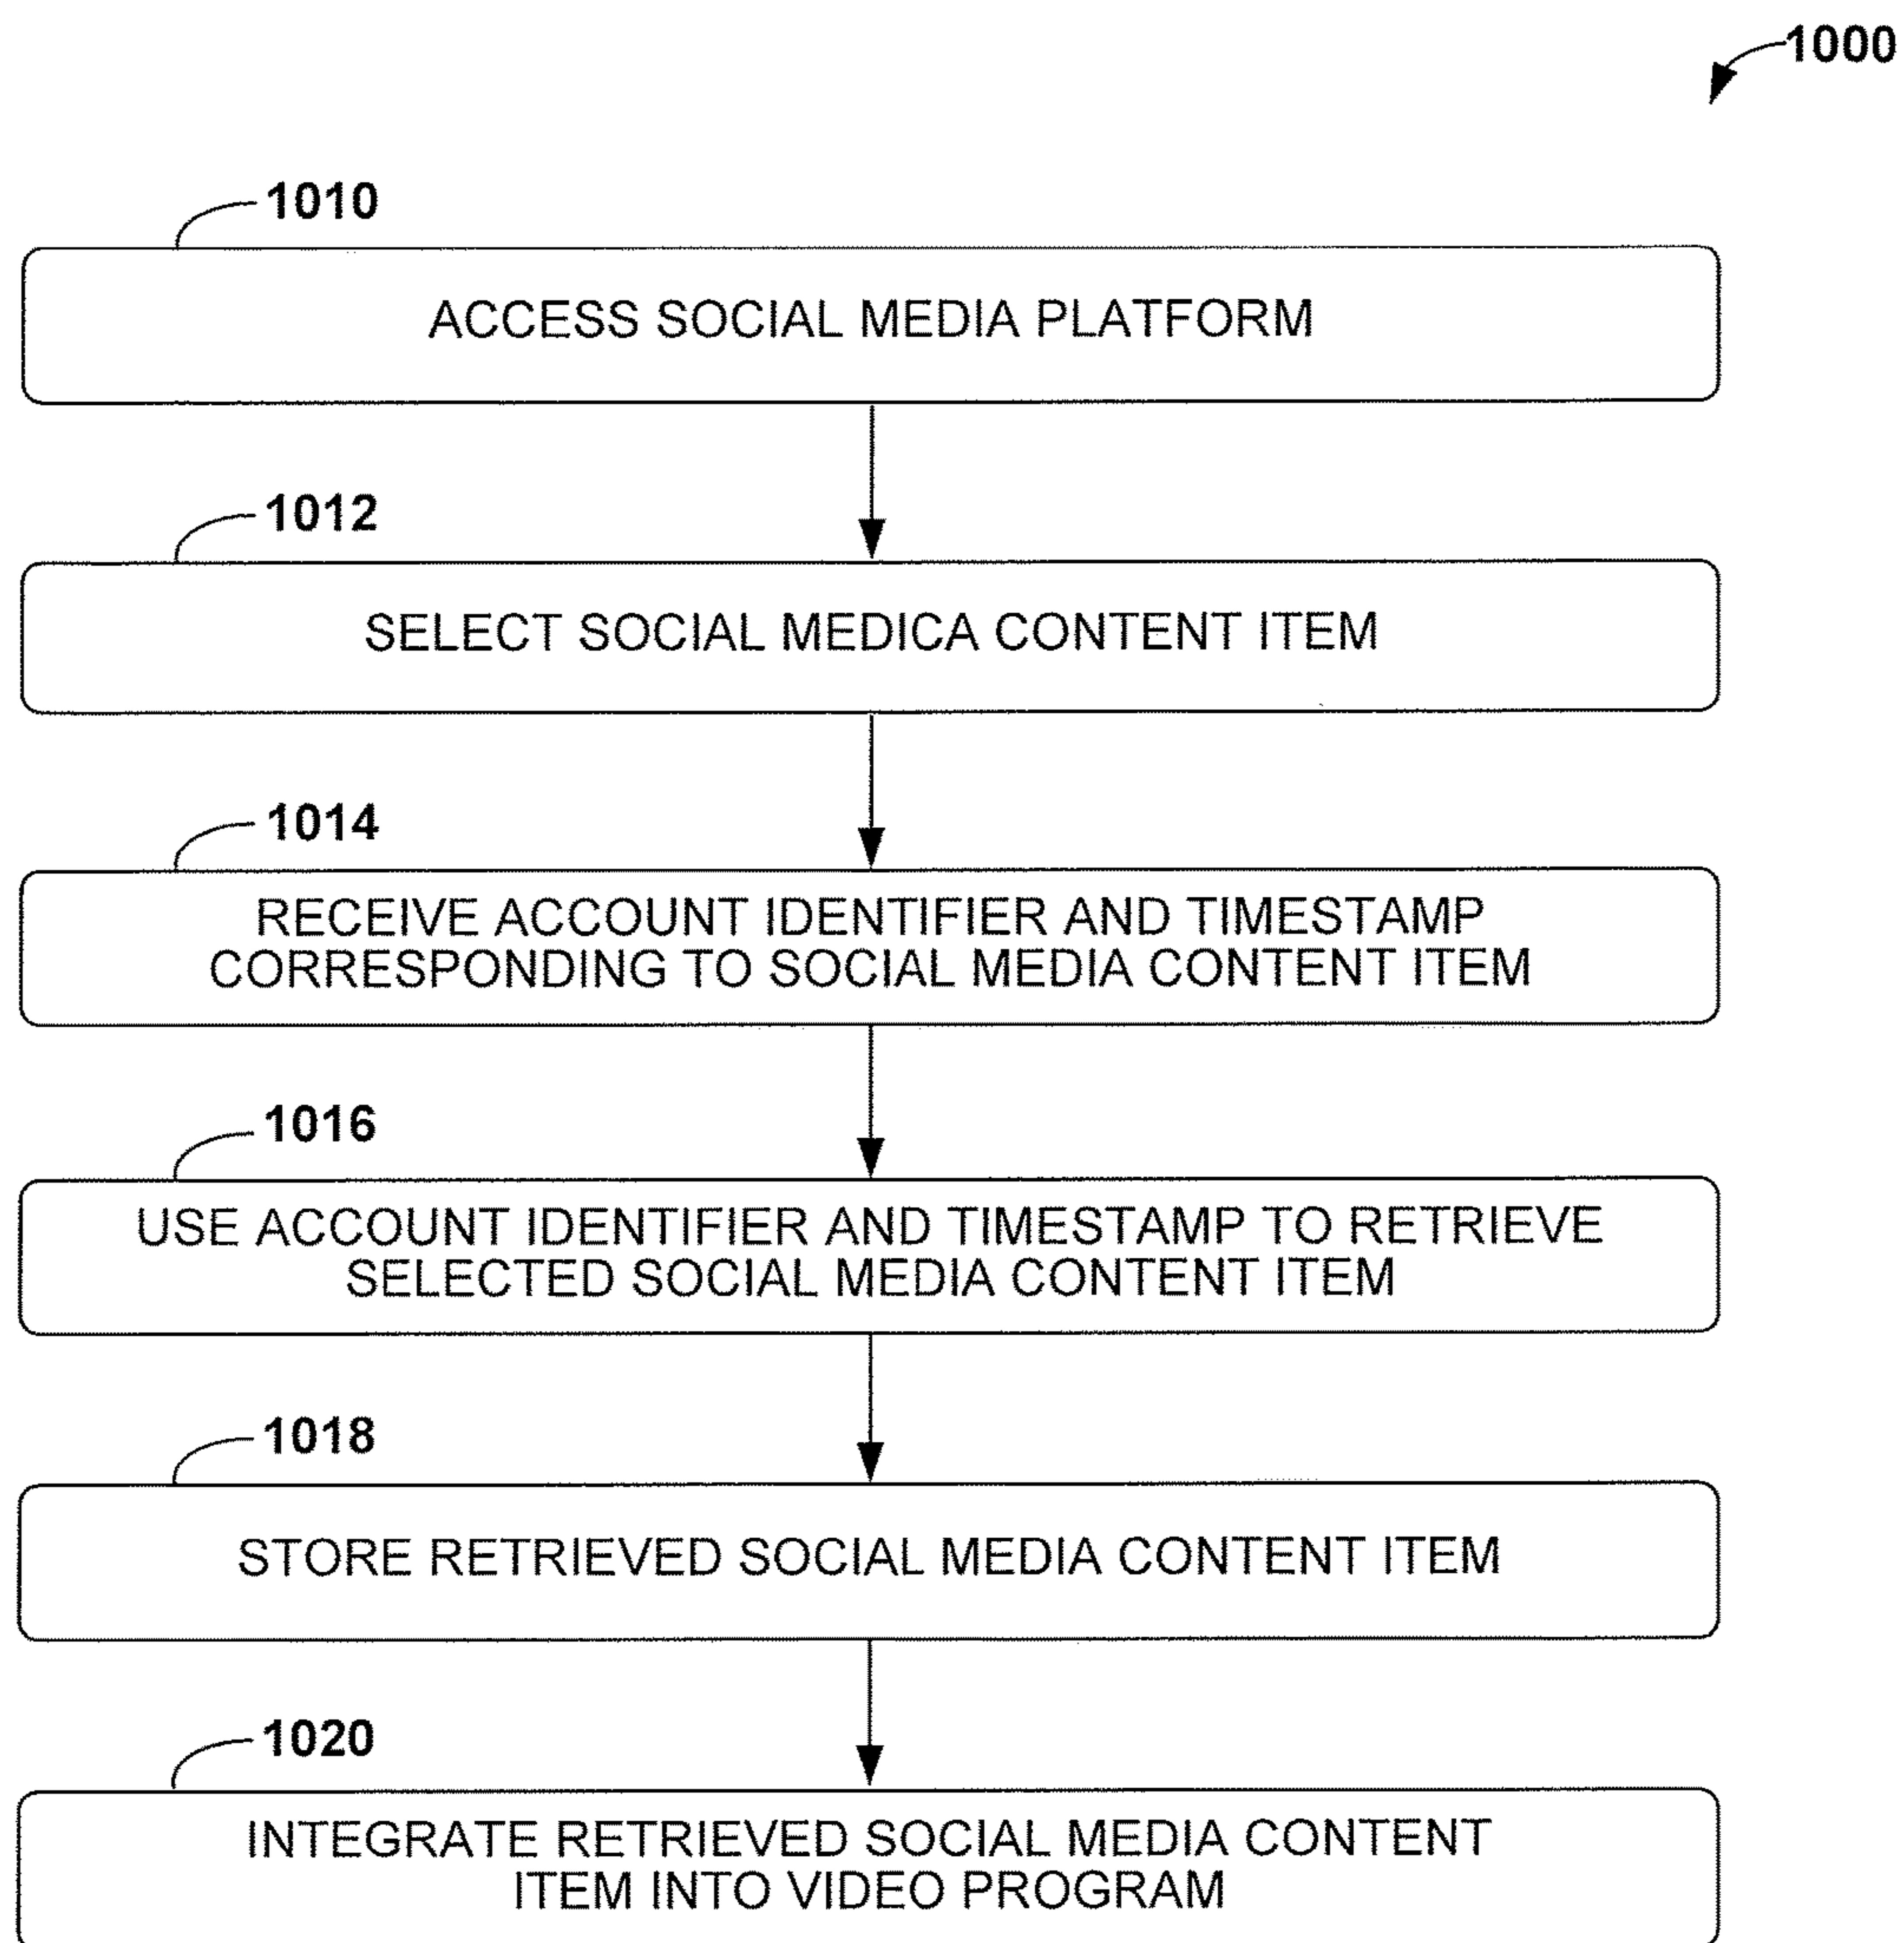 1000
1010
ACCESS SOCIAL MEDIA PLATFORM
1012
SELECT SOCIAL MEDICA CONTENT ITEM
1014
RECEIVE ACCOUNT IDENTIFIER AND TIMESTAMP
CORRESPONDING TO SOCIAL MEDIA CONTENT ITEM
1016
USE ACCOUNT IDENTIFIER AND TIMESTAMP TO RETRIEVE
SELECTED SOCIAL MEDIA CONTENT ITEM
1018
STORE RETRIEVED SOCIAL MEDIA CONTENT ITEM
1020
INTEGRATE RETRIEVED SOCIAL MEDIA CONTENT
ITEM INTO VIDEO PROGRAM